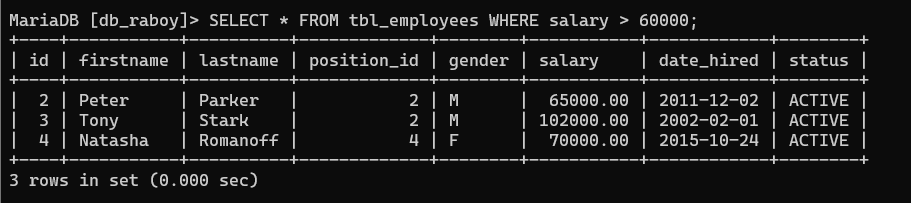 MariaDB [db_raboy]> SELECT * FROM tbl_employees WHERE salary > 60000;
+----+-----------+----------+-------------+--------+-----------+------------+--------+
| id | firstname | lastname | position_id | gender | salary    | date_hired | status |
+----+-----------+----------+-------------+--------+-----------+------------+--------+
|  2 | Peter     | Parker   |           2 | M      |  65000.00 | 2011-12-02 | ACTIVE |
|  3 | Tony      | Stark    |           2 | M      | 102000.00 | 2002-02-01 | ACTIVE |
|  4 | Natasha   | Romanoff |           4 | F      |  70000.00 | 2015-10-24 | ACTIVE |
+----+-----------+----------+-------------+--------+-----------+------------+--------+
3 rows in set (0.000 sec)